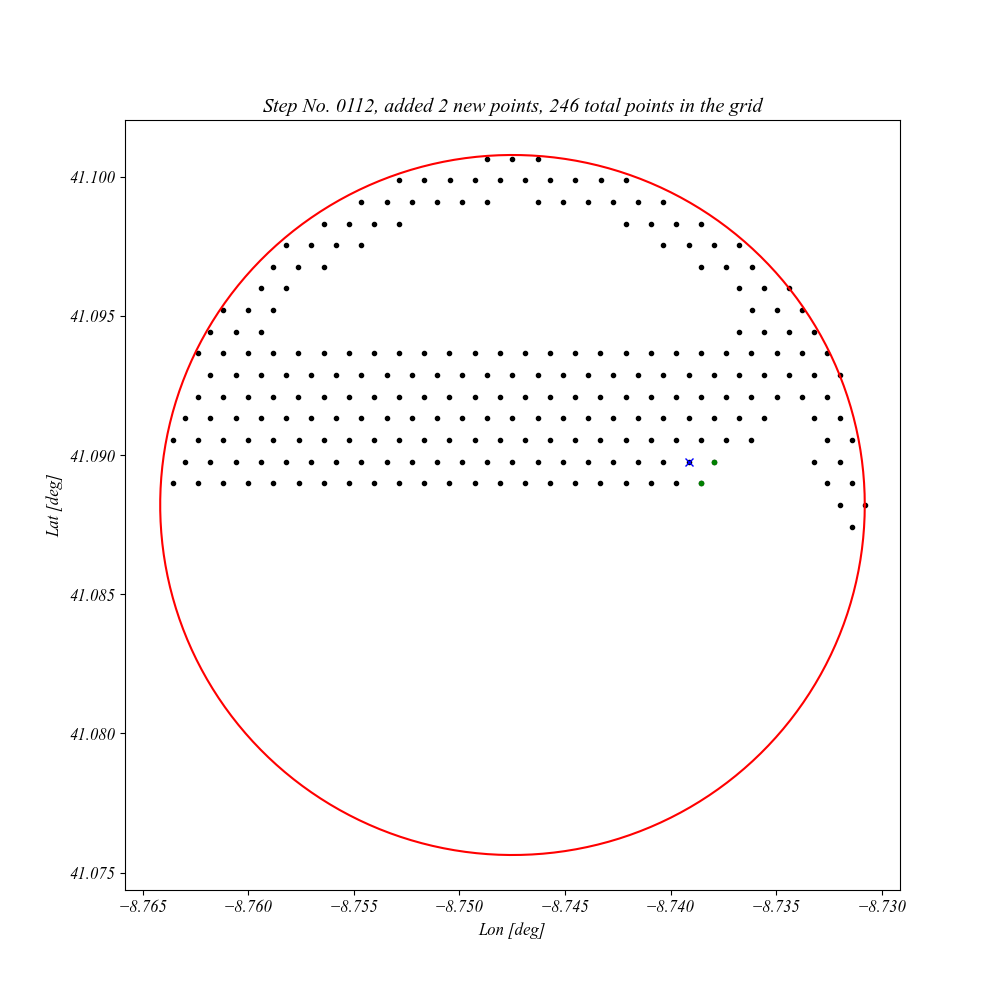 Step No. 0112, added 2 new points, 246 total points in the grid
41.100
41.095
41.090
41.085
41.080
41.075
Lat [deg]
−8.765 −8.760 −8.755 −8.750 −8.745 −8.740 −8.735 −8.730
Lon [deg]